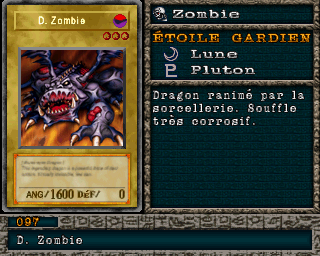 D. Zombie
Zombie
ÉTOILE GARDIEN
Lune
Pluton
Dragon ranimé par la
sorcellerie. Souffle
très corrosif.
ANG/1600 DéF/ 0
097
D. Zombie